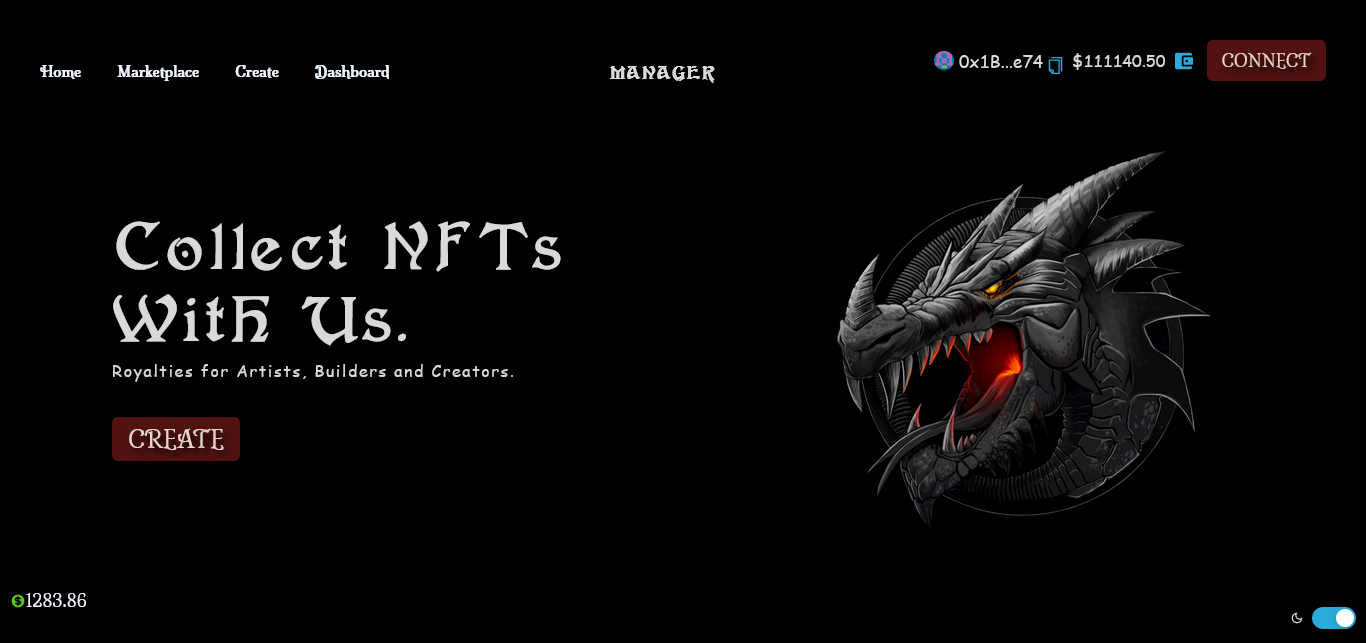 Home Marketplace Create Dashboard
MANAGER
0x1B...e74 $111140.50
CONNECT
Collect NFTs
With Us.
Royalties for Artists, Builders and Creators.
CREATE
1283.86